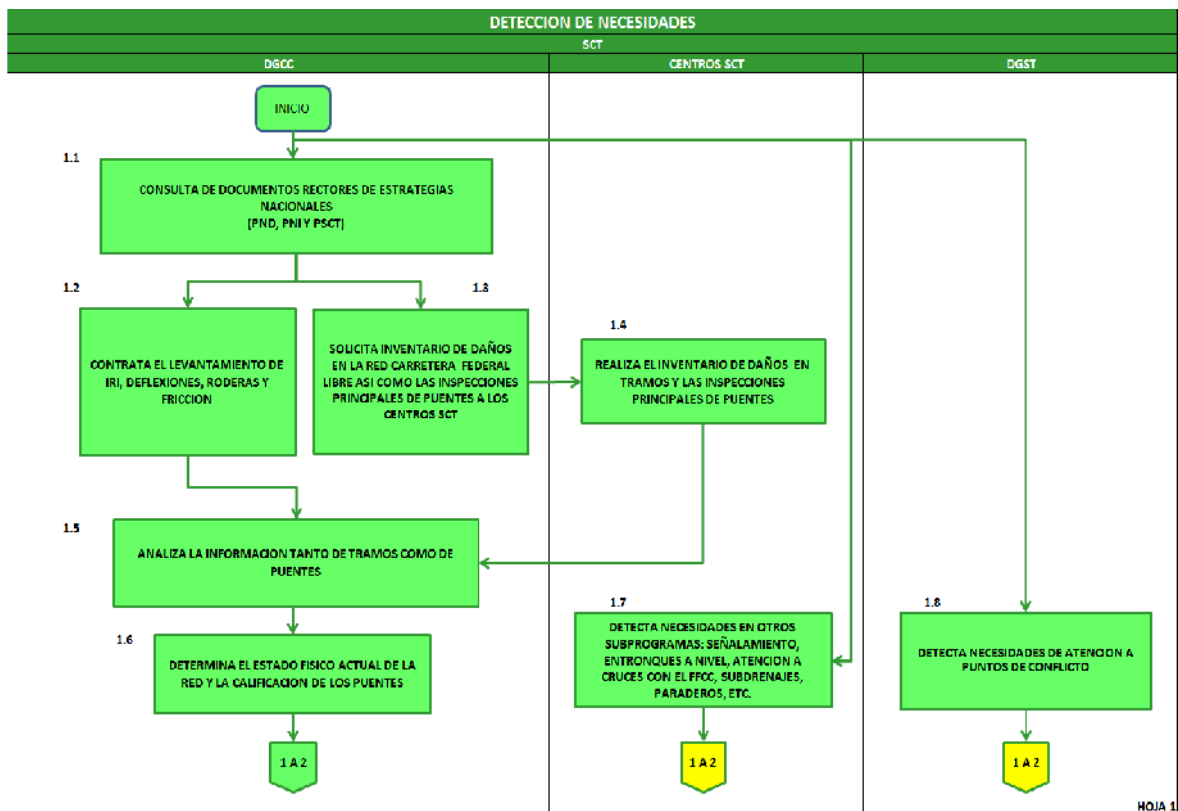 DETECCION DE NECESIDADES
SCT
DGCC
CENTROS SCT
DGST
INICIO
1.1
CONSULTA DE DOCUMENTOS RECTORES DE ESTRATEGIAS
NACIONALES
(PND, PNI Y PSCT)
1.2
CONTRATA EL LEVANTAMIENTO DE
IRI, DEFLEXIONES, RODERAS Y
FRICCION
1.3
SOLICITA INVENTARIO DE DAÑOS
EN LA RED CARRETERA FEDERAL
LIBRE ASI COMO LAS INSPECCIONES
PRINCIPALES DE PUENTES A LOS
CENTROS SCT
1.4
REALIZA EL INVENTARIO DE DAÑOS EN
TRAMOS Y LAS INSPECCIONES
PRINCIPALES DE PUENTES
1.5
ANALIZA LA INFORMACION TANTO DE TRAMOS COMO DE
PUENTES
1.6
DETERMINA EL ESTADO FISICO ACTUAL DE LA
RED Y LA CALIFICACION DE LOS PUENTES
1.7
DETECTA NECESIDADES EN OTROS
SUBPROGRAMAS: SEÑALAMIENTO,
ENTRONQUES A NIVEL, ATENCION A
CRUCES CON EL FFCC, SUBDRENAJES,
PARADEROS, ETC.
1.8
DETECTA NECESIDADES DE ATENCION A
PUNTOS DE CONFLICTO
1 A 2
1 A 2
1 A 2
HOJA 1